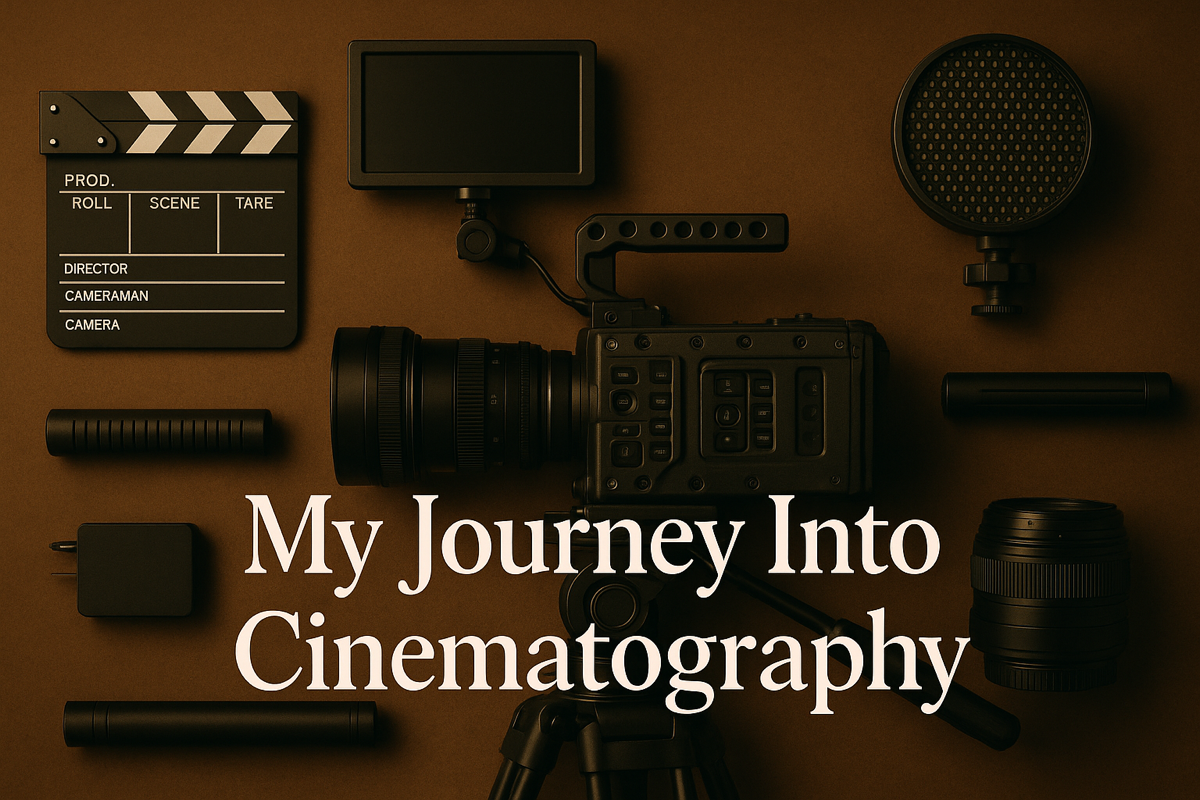 PROD.
ROLL SCENE TARE
DIRECTOR
CAMERAMAN
CAMERA
My Journey Into
Cinematography